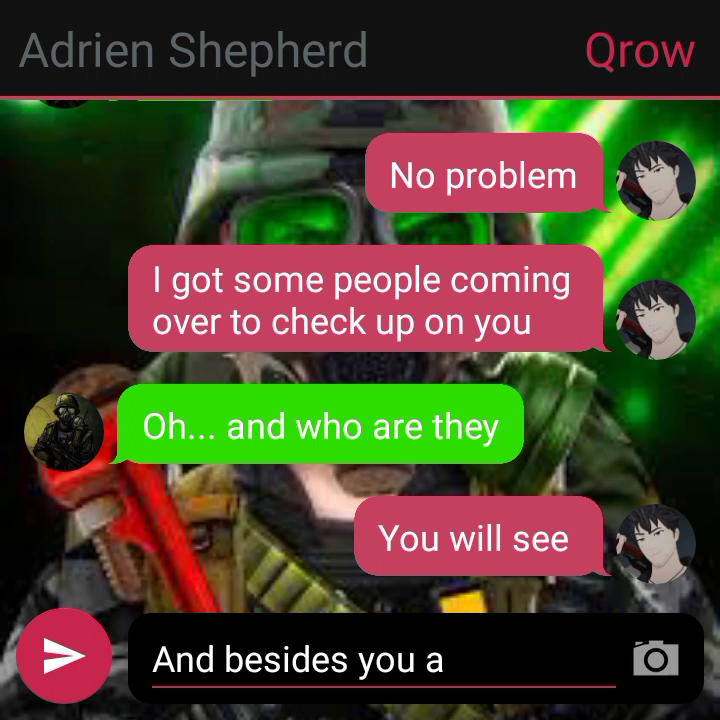 Adrien Shepherd Qrow
No problem
I got some people coming
over to check up on you
Oh... and who are they
You will see
And besides you a